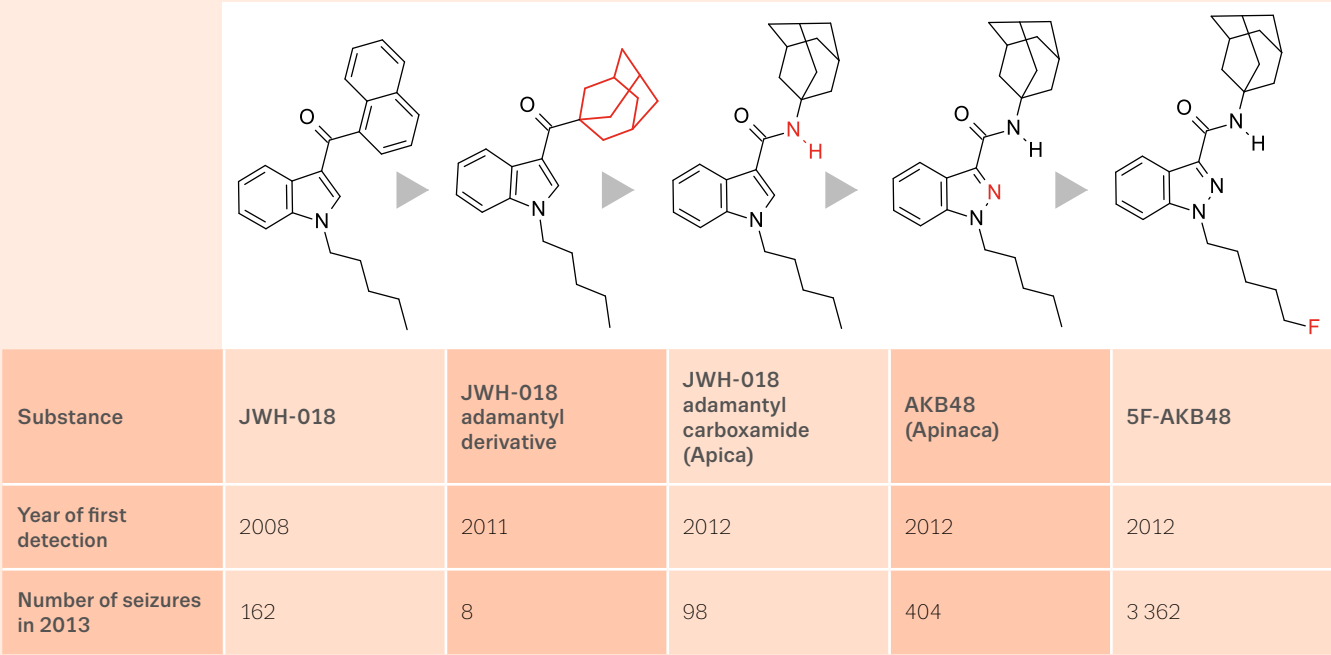 O
N
O
N
O
N
H
N
O
N
H
N
N
O
N
H
N
N
F
Substance
JWH-018
JWH-018
adamantyl
derivative
JWH-018
adamantyl
carboxamide
(Apica)
AKB48
(Apinaca)
5F-AKB48
Year of first
detection
2008
2011
2012
2012
2012
Number of seizures
in 2013
162
8
98
404
3 362